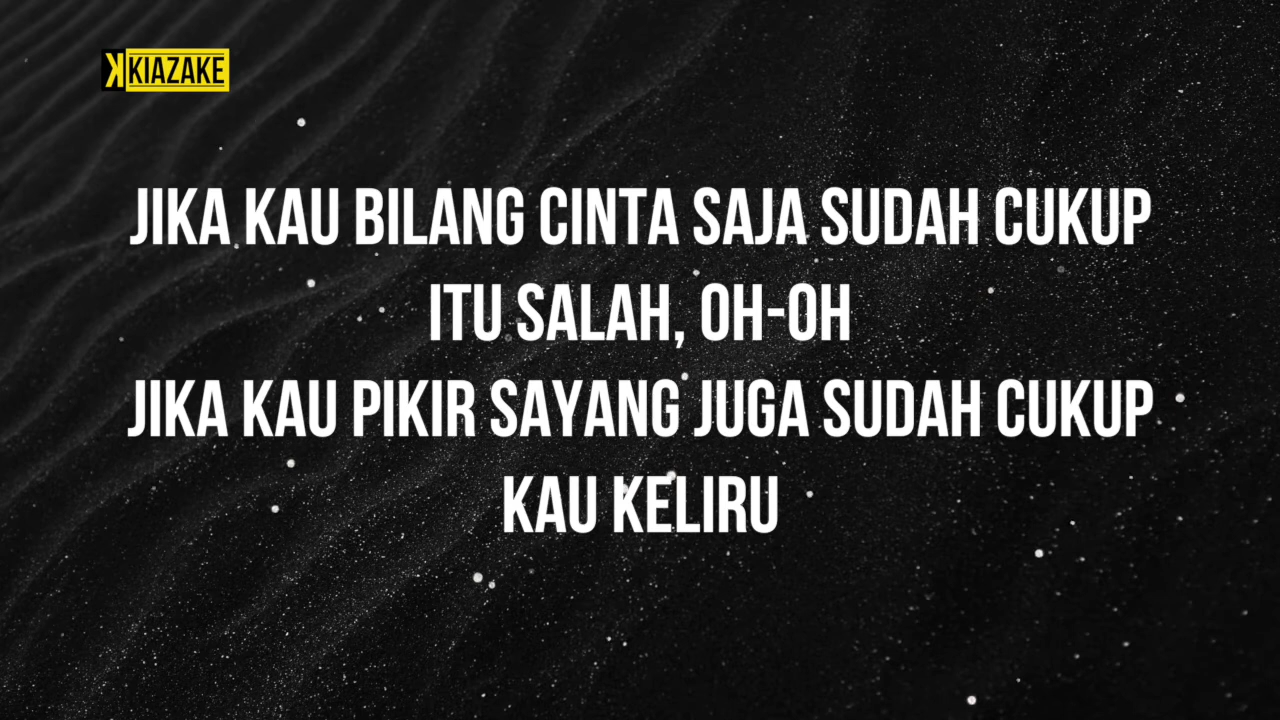 KIAZAKE
JIKA KAU BILANG CINTA SAJA SUDAH CUKUP
ITU SALAH, OH-OH
JIKA KAU PIKIR SAYANG JUGA SUDAH CUKUP
KAU KELIRU